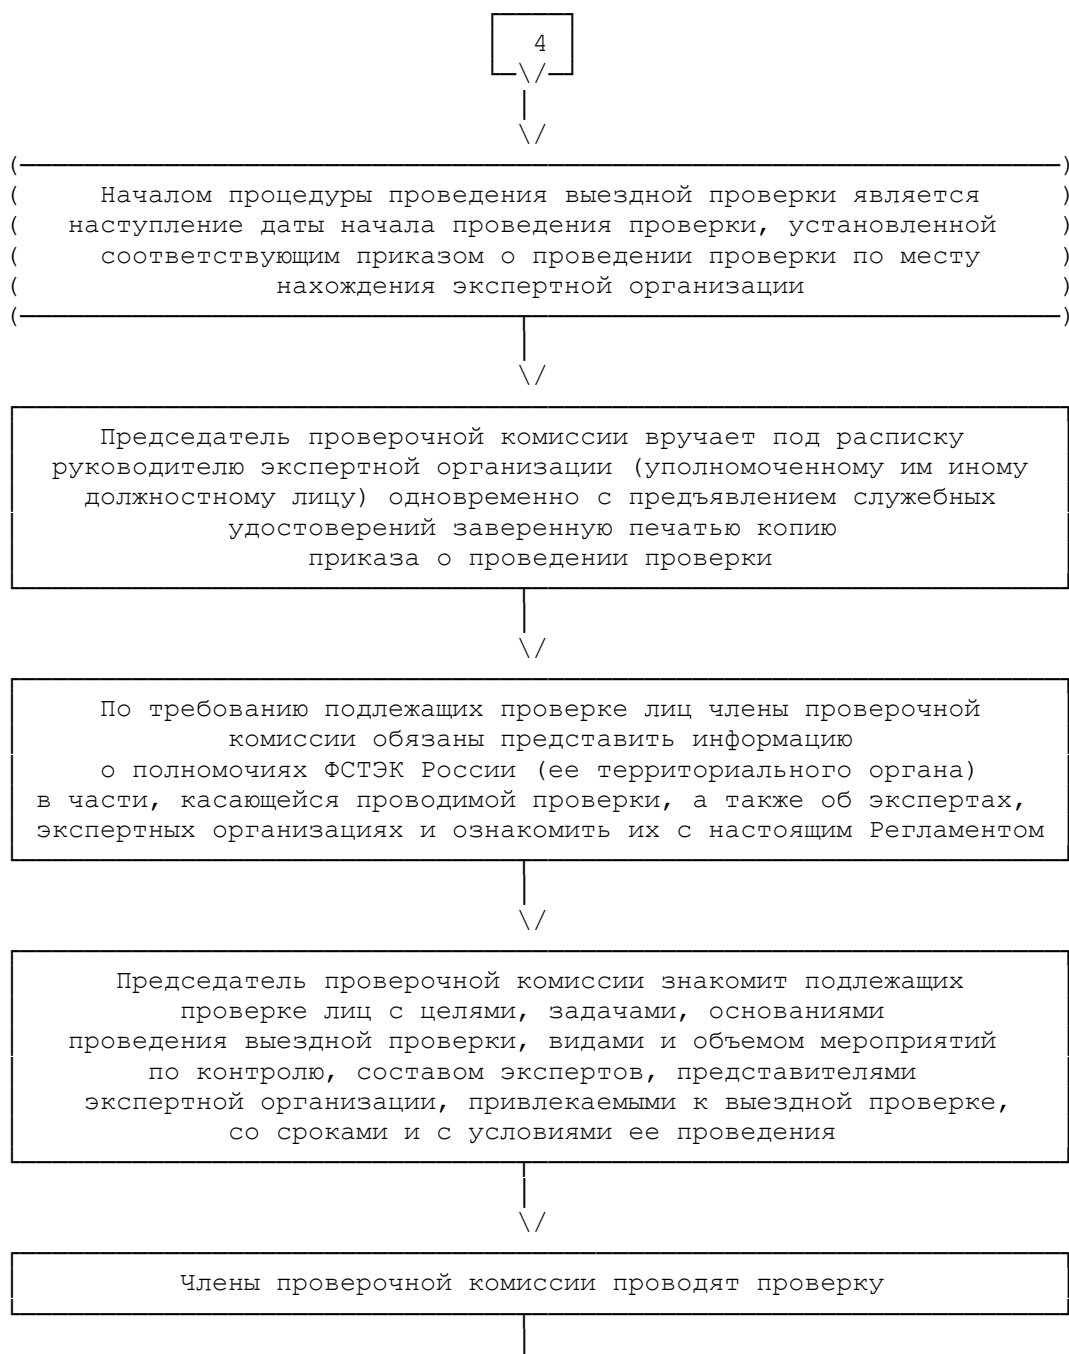 4
Началом процедуры проведения выездной проверки является
наступление даты начала проведения проверки, установленной
соответствующим приказом о проведении проверки по месту
нахождения экспертной организации
Председатель проверочной комиссии вручает под расписку
руководителю экспертной организации (уполномоченному им иному
должностному лицу) одновременно с предъявлением служебных
удостоверений заверенную печатью копию
приказа о проведении проверки
По требованию подлежащих проверке лиц члены проверочной
комиссии обязаны представить информацию
о полномочиях ФСТЭК России (ее территориального органа)
в части, касающейся проводимой проверки, а также об экспертах,
экспертных организациях и ознакомить их с настоящим Регламентом
Председатель проверочной комиссии знакомит подлежащих
проверке лиц с целями, задачами, основаниями
проведения выездной проверки, видами и объемом мероприятий
по контролю, составом экспертов, представителями
экспертной организации, привлекаемыми к выездной проверке,
со сроками и с условиями ее проведения
Члены проверочной комиссии проводят проверку